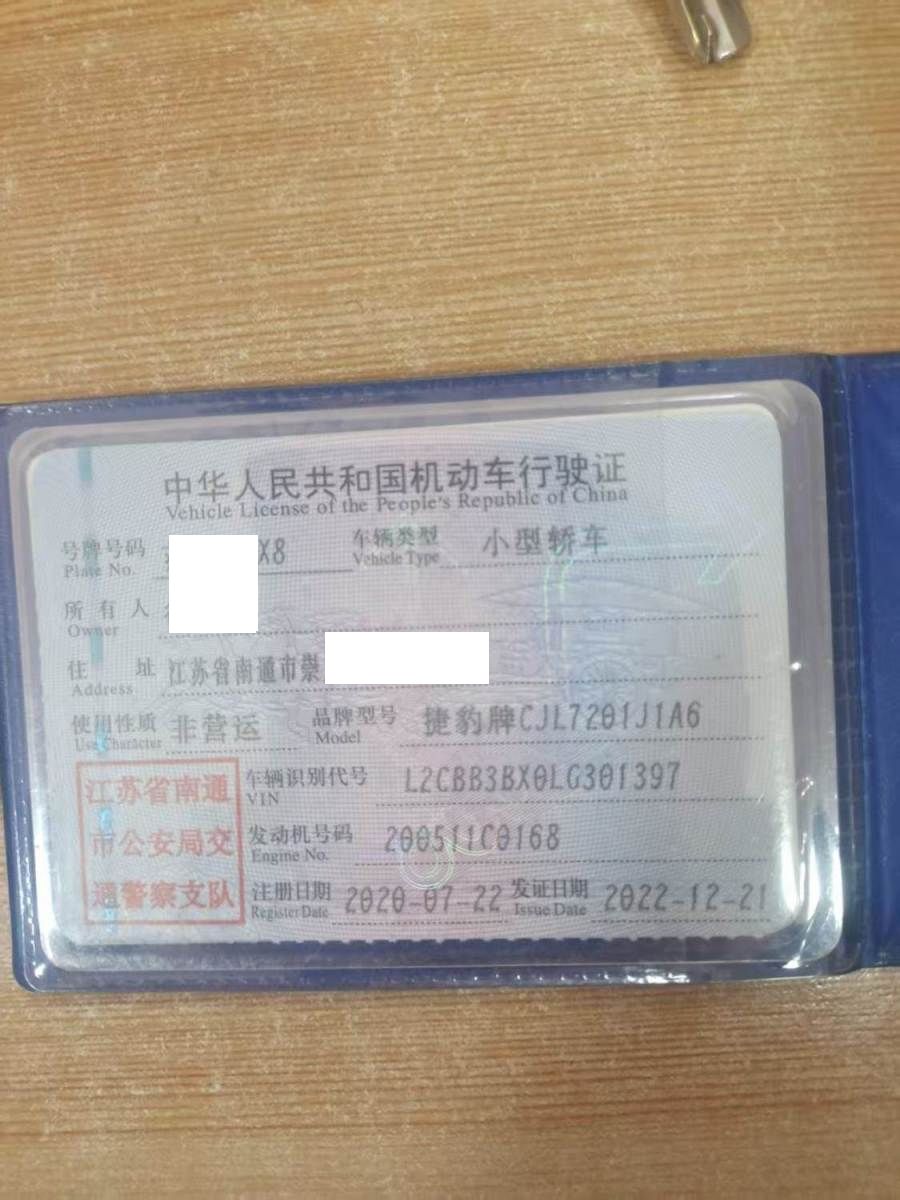 中华人民共和国机动车行驶证
Vehicle License of the People's Republic of China
号牌号码 X8 车辆类型 小型轿车
Plate No. Vehicle Type
所有人
Owner
住址 江苏省南通市崇
Address
使用性质 非营运 品牌型号 捷豹牌CJL7201J1A6
Use Character Model
江苏省南通 车辆识别代号 L2CBB3BX0LG301397
VIN
市公安局交 发动机号码 200511C0168
Engine No.
通警察支队 注册日期 2020-07-22 发证日期 2022-12-21
Register Date Issue Date